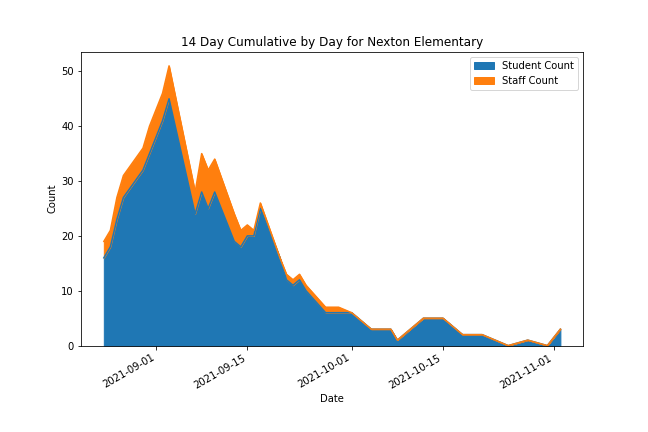 14 Day Cumulative by Day for Nexton Elementary
Student Count
Staff Count
50
40
30
20
10
0
Count
2021-09-01
2021-09-15
2021-10-01
2021-10-15
2021-11-01
Date